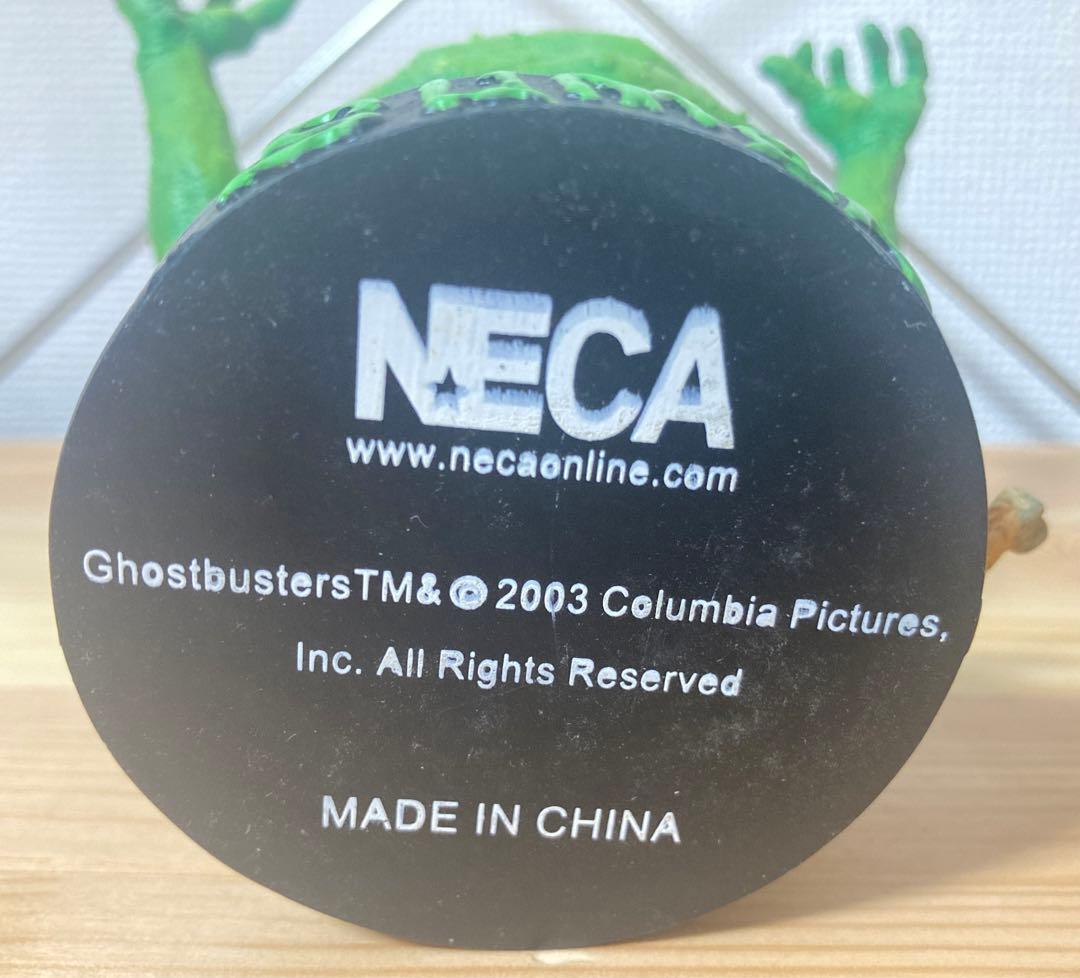 NECA
www.necaonline.com
GhostbustersTM&© 2003 Columbia Pictures,
Inc. All Rights Reserved
MADE IN CHINA